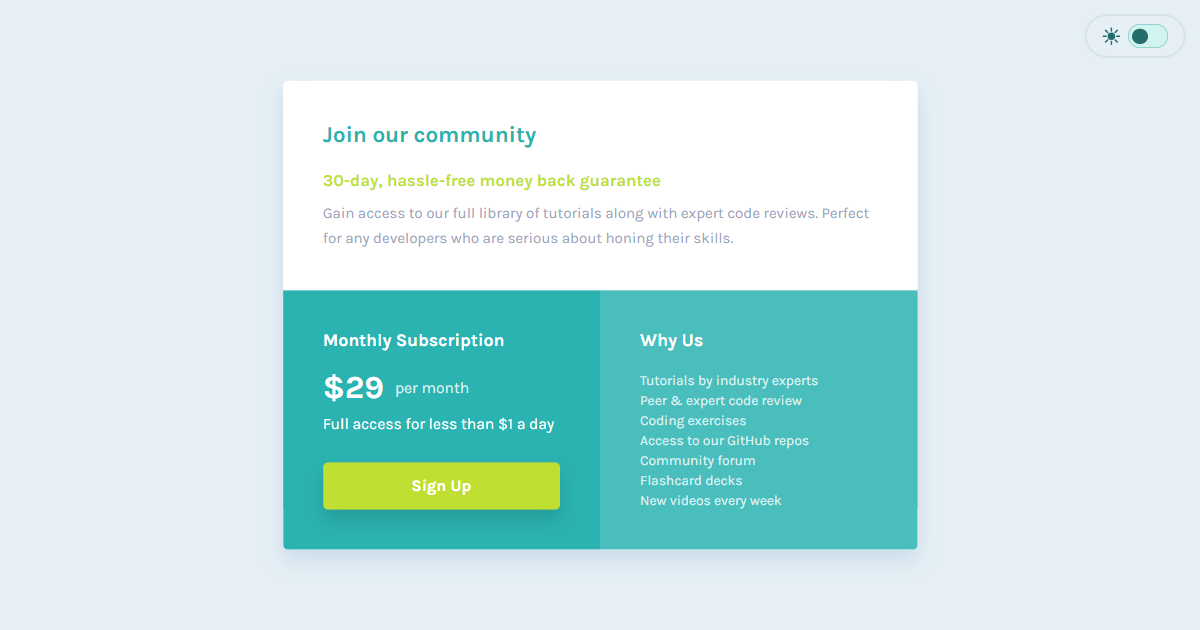 Join our community
30-day, hassle-free money back guarantee
Gain access to our full library of tutorials along with expert code reviews. Perfect
for any developers who are serious about honing their skills.
Monthly Subscription
$29 per month
Full access for less than $1 a day
Sign Up
Why Us
Tutorials by industry experts
Peer & expert code review
Coding exercises
Access to our GitHub repos
Community forum
Flashcard decks
New videos every week